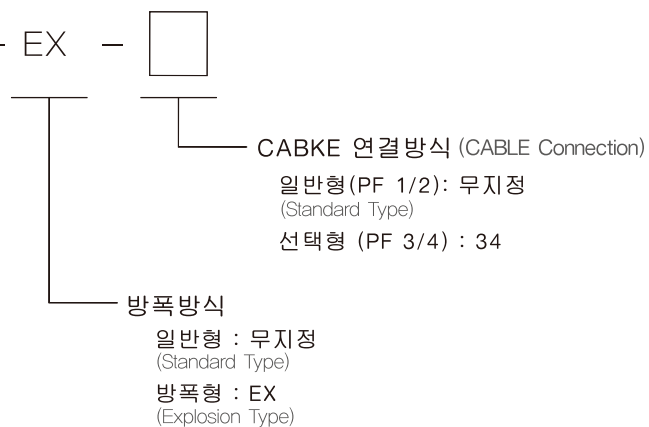 - EX -
CABKE 연결방식 (CABLE Connection)
일반형(PF 1/2): 무지정
(Standard Type)
선택형 (PF 3/4) : 34
방폭방식
일반형 : 무지정
(Standard Type)
방폭형 : EX
(Explosion Type)